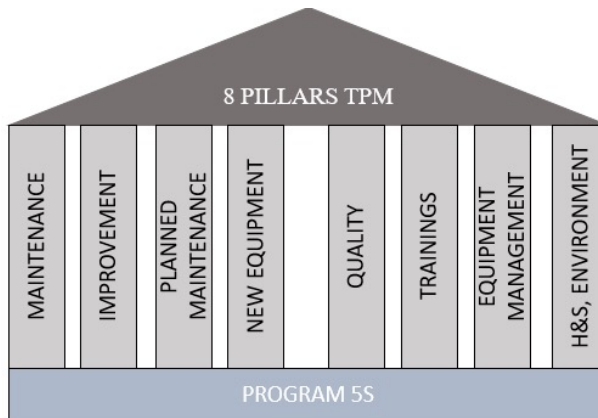 8 PILLARS TPM
MAINTENANCE
IMPROVEMENT
PLANNED
MAINTENANCE
NEW EQUIPMENT
QUALITY
TRAININGS
EQUIPMENT
MANAGEMENT
H&S, ENVIRONMENT
PROGRAM 5S